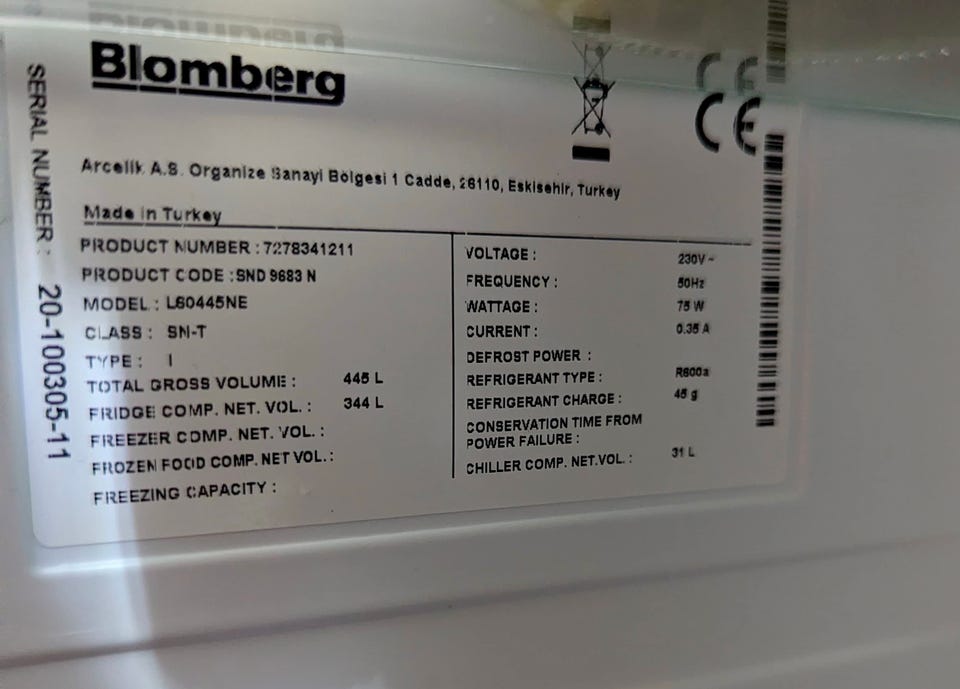 Blomberg
Arcelik A.S. Organize Sanayi Bölgesi 1 Cadde, 26110, Eskisehir, Turkey
Made in Turkey
SERIAL NUMBER : 20-100305-11
PRODUCT NUMBER : 7278341211
PRODUCT CODE : SND 9683 N
MODEL : L60445NE
CLASS : SN-T
TYPE : I
TOTAL GROSS VOLUME : 445 L
FRIDGE COMP. NET. VOL. : 344 L
FREEZER COMP. NET. VOL. :
FROZEN FOOD COMP. NET VOL. :
FREEZING CAPACITY :
VOLTAGE : 230V ~
FREQUENCY : 50Hz
WATTAGE : 75 W
CURRENT : 0.35 A
DEFROST POWER :
REFRIGERANT TYPE : R600a
REFRIGERANT CHARGE : 45 g
CONSERVATION TIME FROM
POWER FAILURE :
CHILLER COMP. NET.VOL. : 31 L
CE